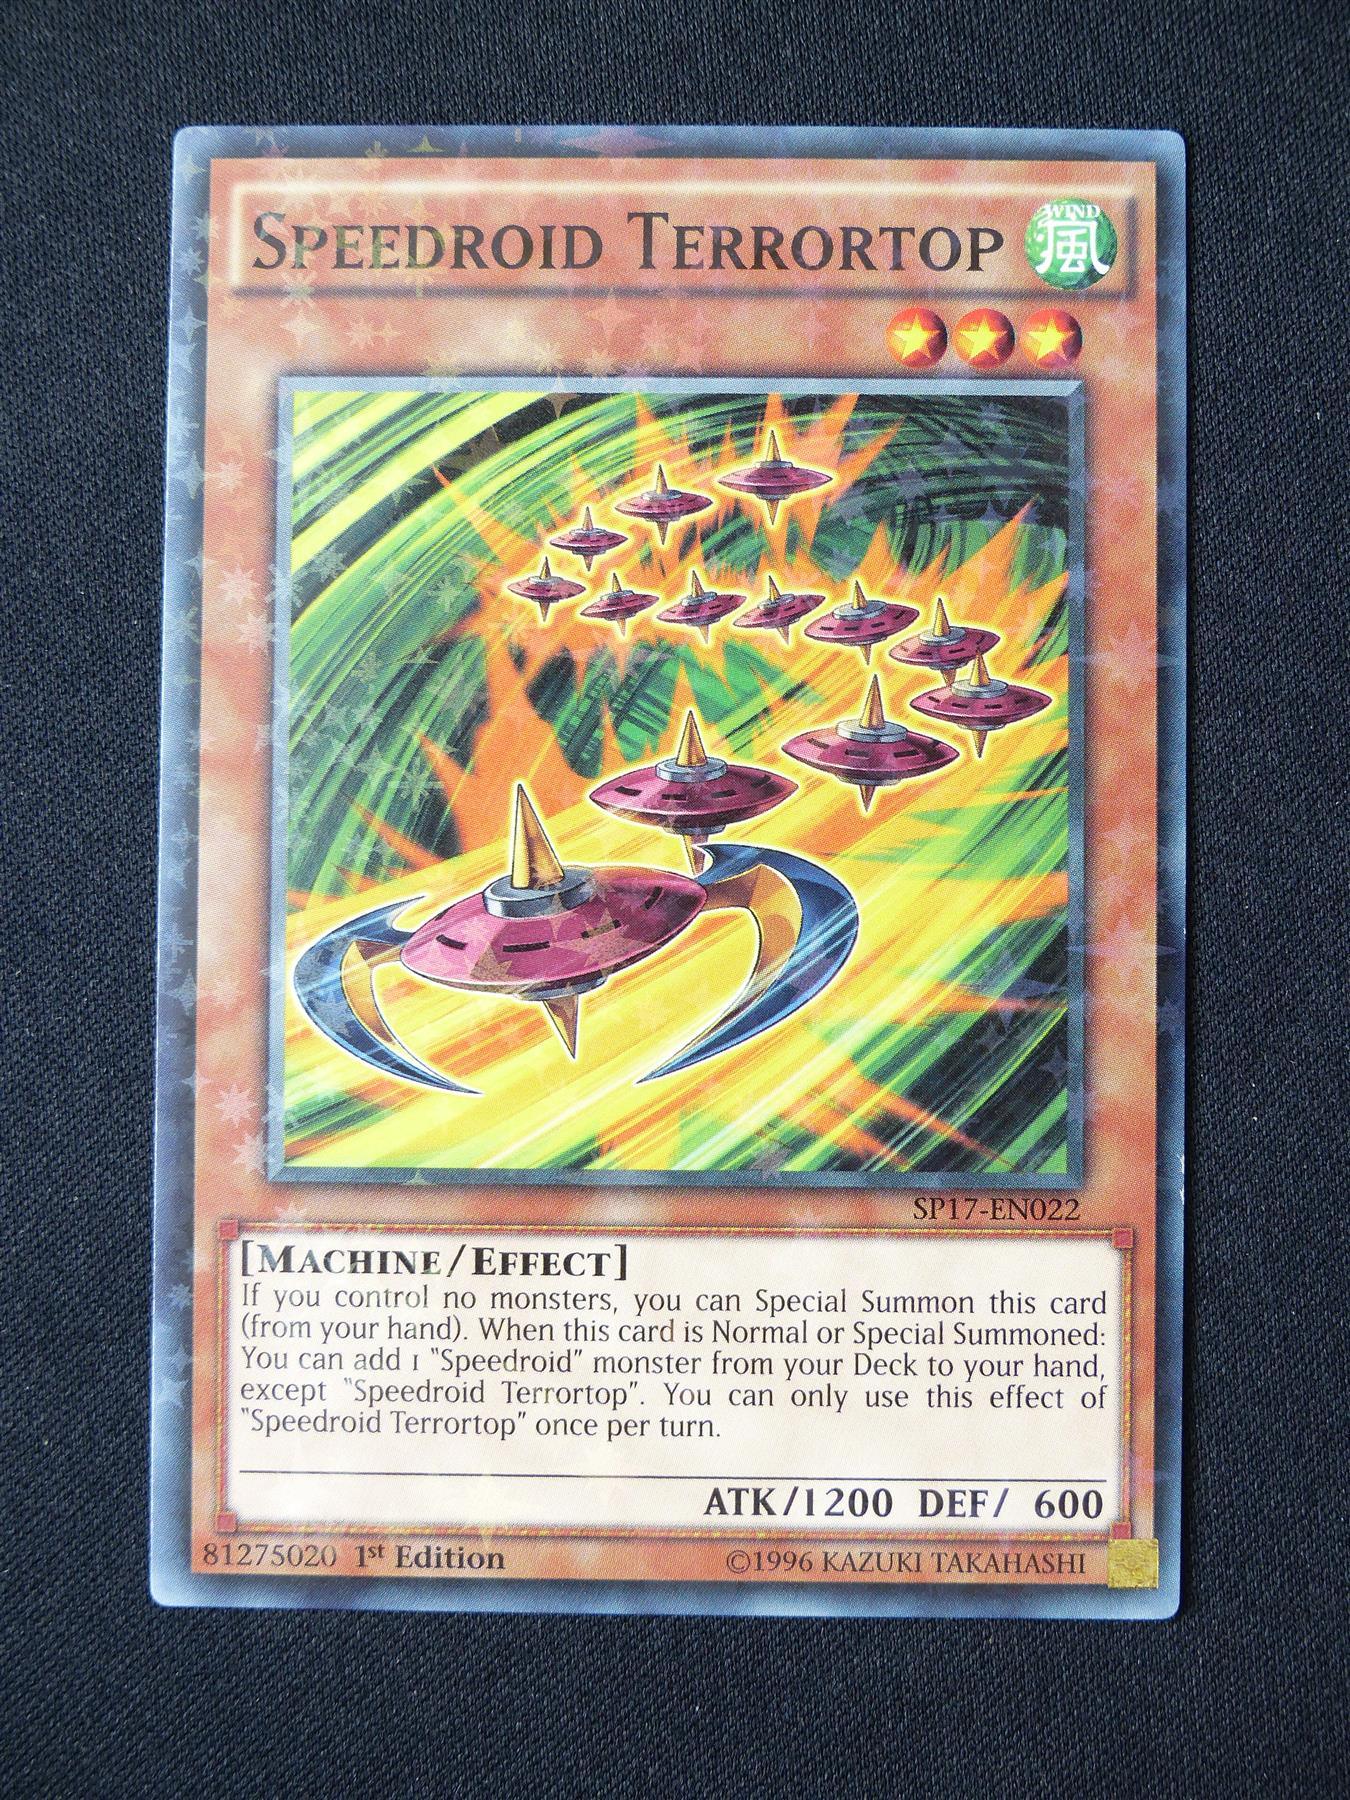 SPEEDROID TERRORTOP
WIND
風
SP17-EN022
[MACHINE/EFFECT]
If you control no monsters, you can Special Summon this card
(from your hand). When this card is Normal or Special Summoned:
You can add 1 "Speedroid" monster from your Deck to your hand,
except "Speedroid Terrortop". You can only use this effect of
"Speedroid Terrortop" once per turn.
ATK/1200 DEF/ 600
81275020 1st Edition
©1996 KAZUKI TAKAHASHI